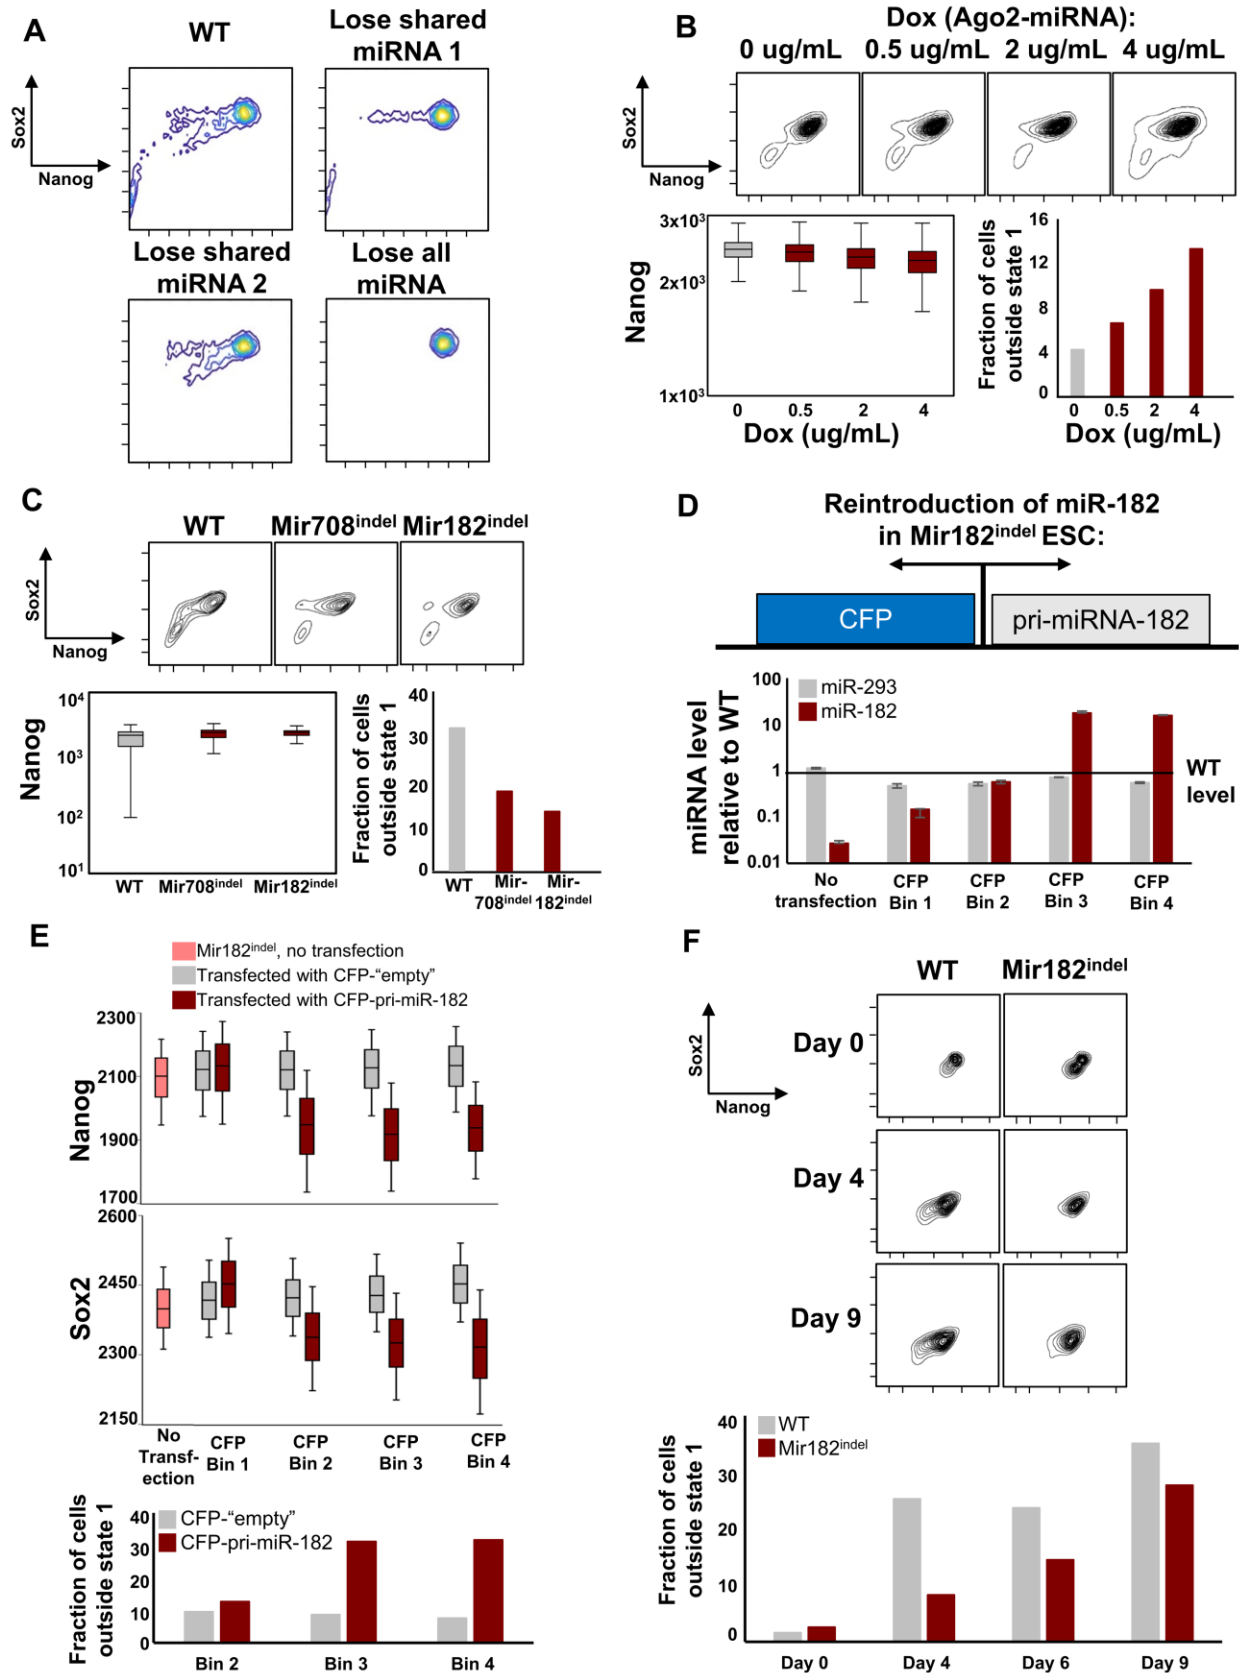 A
WT
Lose shared
miRNA 1
Sox2
Nanog
Lose shared
miRNA 2
Lose all
miRNA
B
Dox (Ago2-miRNA):
0 ug/mL 0.5 ug/mL 2 ug/mL 4 ug/mL
Sox2
Nanog
Nanog
3x10³
2x10³
1x10³
0 0.5 2 4
Dox (ug/mL)
Fraction of cells
outside state 1
16
12
8
4
0
0 0.5 2 4
Dox (ug/mL)
C
WT Mir708indel Mir182indel
Sox2
Nanog
Nanog
10⁴
10³
10²
10¹
WT Mir708indel Mir182indel
Fraction of cells
outside state 1
40
30
20
10
0
WT Mir-
708indel Mir-
182indel
D
Reintroduction of miR-182
in Mir182indel ESC:
CFP pri-miRNA-182
miRNA level
relative to WT
miR-293
miR-182
100
10
1
0.1
0.01
WT
level
No
transfection
CFP
Bin 1
CFP
Bin 2
CFP
Bin 3
CFP
Bin 4
E
Mir182indel, no transfection
Transfected with CFP-“empty”
Transfected with CFP-pri-miR-182
Nanog
2300
2100
1900
1700
Sox2
2600
2450
2300
2150
No
Transf-
ection
CFP
Bin 1
CFP
Bin 2
CFP
Bin 3
CFP
Bin 4
Fraction of cells
outside state 1
CFP-“empty”
CFP-pri-miR-182
40
30
20
10
0
Bin 2 Bin 3 Bin 4
F
WT Mir182indel
Sox2
Nanog
Day 0
Day 4
Day 9
Fraction of cells
outside state 1
WT
Mir182indel
40
30
20
10
0
Day 0 Day 4 Day 6 Day 9